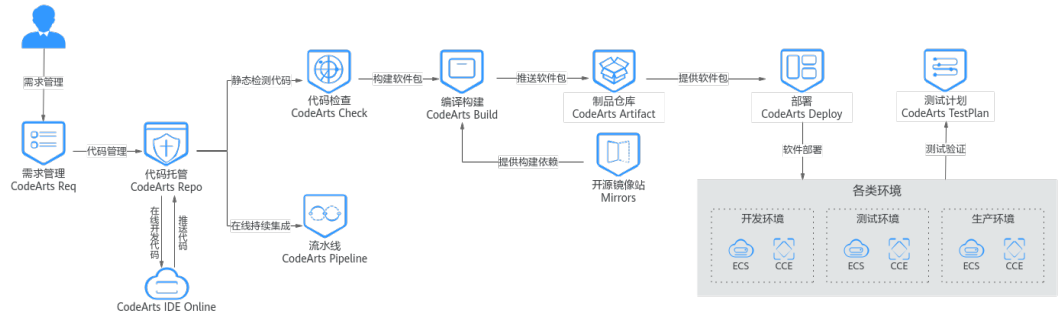 需求管理
需求管理
CodeArts Req
代码管理
代码托管
CodeArts Repo
在线开发代码
推送代码
CodeArts IDE Online
静态检测代码
代码检查
CodeArts Check
在线持续集成
流水线
CodeArts Pipeline
构建软件包
编译构建
CodeArts Build
推送软件包
制品仓库
CodeArts Artifact
提供构建依赖
开源镜像站
Mirrors
提供软件包
部署
CodeArts Deploy
软件部署
测试计划
CodeArts TestPlan
测试验证
各类环境
开发环境
ECS
CCE
测试环境
ECS
CCE
生产环境
ECS
CCE